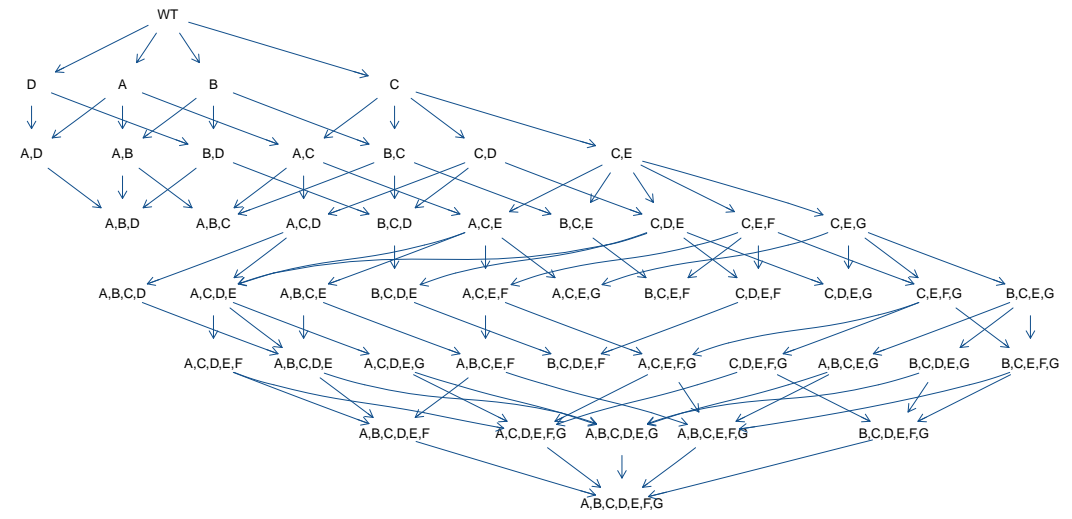 WT
D A B C
A,D A,B B,D A,C B,C C,D C,E
A,B,D A,B,C A,C,D B,C,D A,C,E B,C,E C,D,E C,E,F C,E,G
A,B,C,D A,C,D,E A,B,C,E B,C,D,E A,C,E,F A,C,E,G B,C,E,F C,D,E,F C,D,E,G C,E,F,G B,C,E,G
A,C,D,E,F A,B,C,D,E A,C,D,E,G A,B,C,E,F B,C,D,E,F A,C,E,F,G C,D,E,F,G A,B,C,E,G B,C,D,E,G B,C,E,F,G
A,B,C,D,E,F A,C,D,E,F,G A,B,C,D,E,G A,B,C,E,F,G B,C,D,E,F,G
A,B,C,D,E,F,G